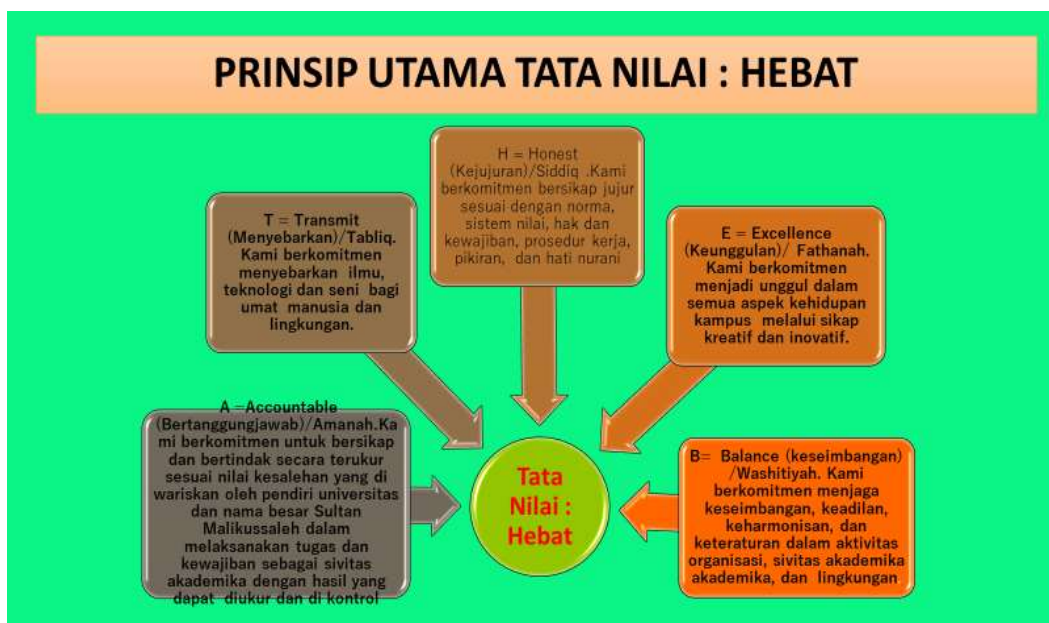 PRINSIP UTAMA TATA NILAI : HEBAT
H = Honest
(Kejujuran)/Siddiq .Kami
berkomitmen bersikap jujur
sesuai dengan norma,
sistem nilai, hak dan
kewajiban, prosedur kerja,
pikiran, dan hati nurani
E = Excellence
(Keunggulan)/ Fathanah.
Kami berkomitmen
menjadi unggul dalam
semua aspek kehidupan
kampus melalui sikap
kreatif dan inovatif.
B= Balance (keseimbangan)
/Washitiyah. Kami
berkomitmen menjaga
keseimbangan, keadilan,
keharmonisan, dan
keteraturan dalam aktivitas
organisasi, sivitas akademika
akademika, dan lingkungan
A =Accountable
(Bertanggungjawab)/Amanah.Ka
mi berkomitmen untuk bersikap
dan bertindak secara terukur
sesuai nilai kesalehan yang di
wariskan oleh pendiri universitas
dan nama besar Sultan
Malikussaleh dalam
melaksanakan tugas dan
kewajiban sebagai sivitas
akademika dengan hasil yang
dapat diukur dan di kontrol
T = Transmit
(Menyebarkan)/Tabliq.
Kami berkomitmen
menyebarkan ilmu,
teknologi dan seni bagi
umat manusia dan
lingkungan.
Tata
Nilai :
Hebat